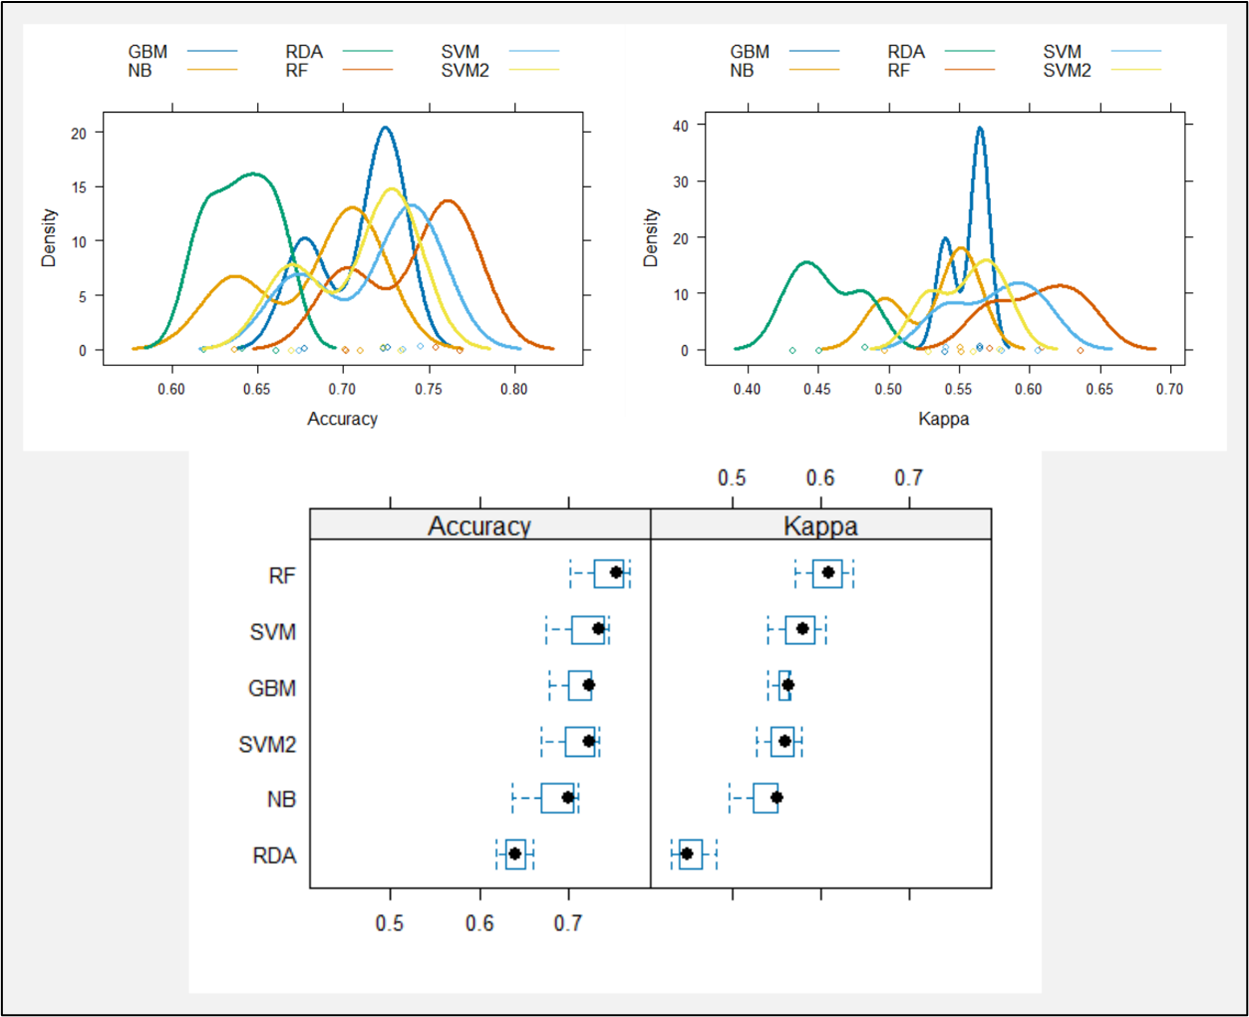 GBM RDA SVM
NB RF SVM2
20
15
10
5
0
Density
0.60 0.65 0.70 0.75 0.80
Accuracy
GBM RDA SVM
NB RF SVM2
40
30
20
10
0
Density
0.40 0.45 0.50 0.55 0.60 0.65 0.70
Kappa
0.5 0.6 0.7
Accuracy Kappa
RF
SVM
GBM
SVM2
NB
RDA
0.5 0.6 0.7